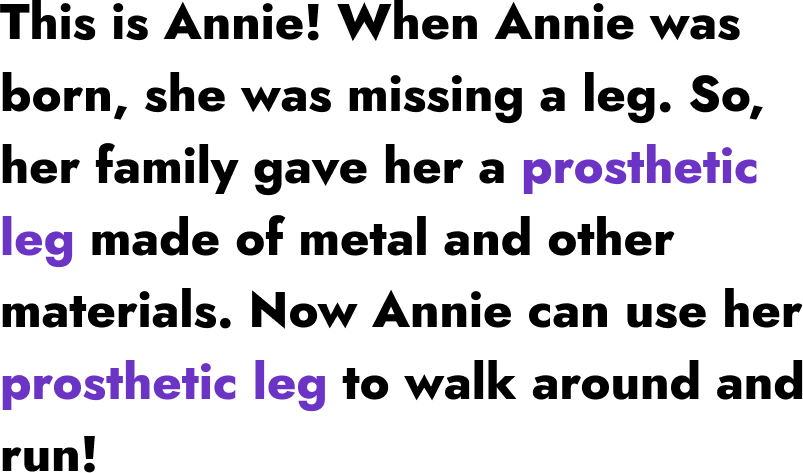 This is Annie! When Annie was
born, she was missing a leg. So,
her family gave her a prosthetic
leg made of metal and other
materials. Now Annie can use her
prosthetic leg to walk around and
run!